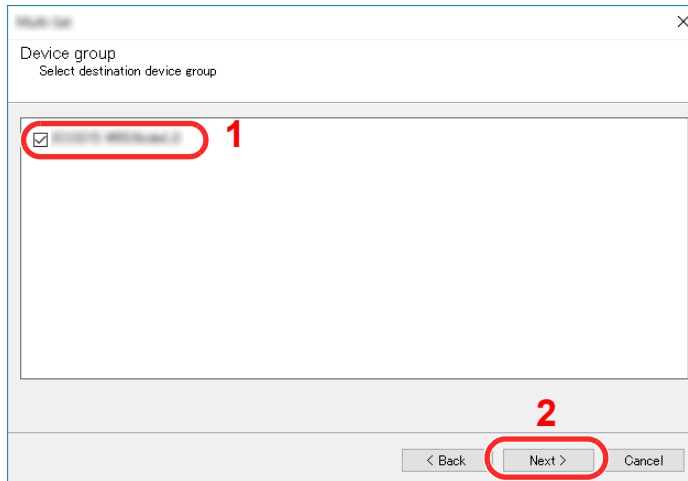 Device group
Select destination device group
1
2
< Back
Next >
Cancel